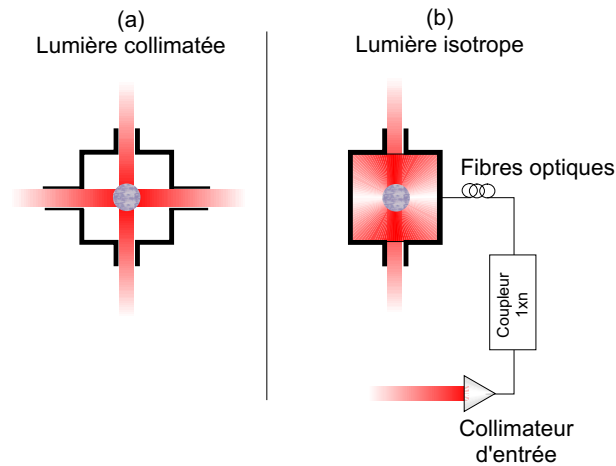 (a)
Lumière collimatée
(b)
Lumière isotrope
Fibres optiques
Coupleur
1xn
Collimateur
d'entrée